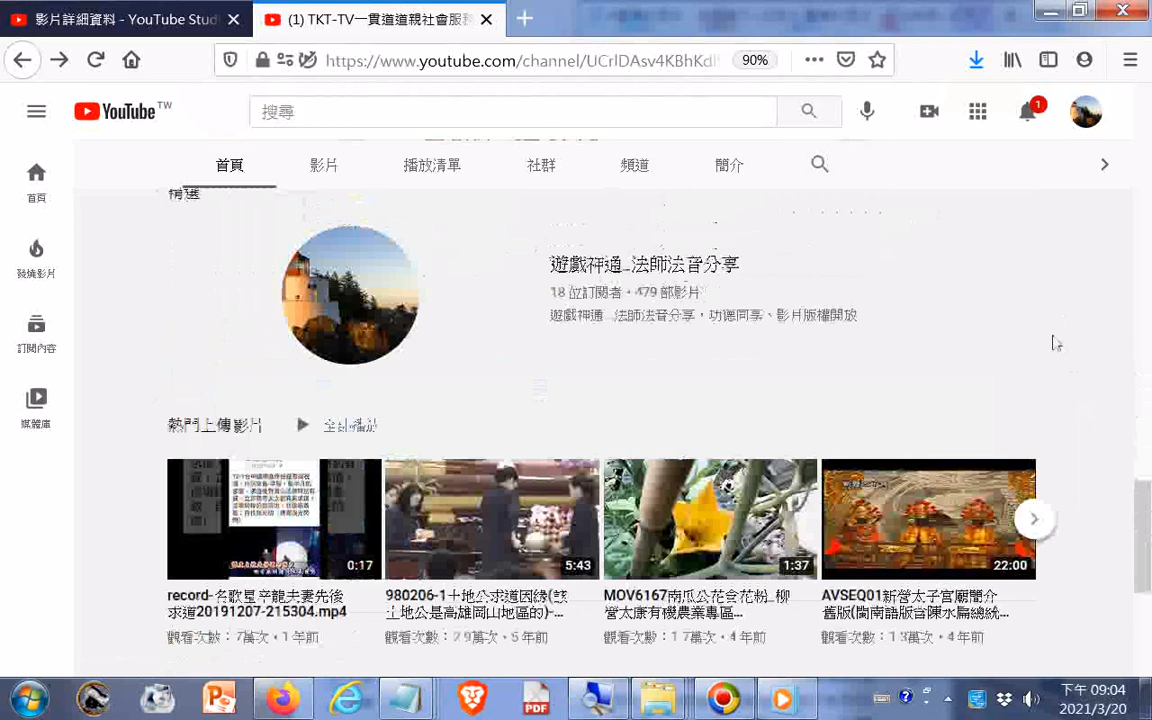 影片詳細資料 - YouTube Stud
(1) TKT-TV一貫道道親社會服務
https://www.youtube.com/channel/UCrlDAsv4KBhKdl
90%
YouTube TW
搜尋
1
首頁
影片
播放清單
社群
頻道
簡介
首頁
發燒影片
訂閱內容
媒體庫
精選
遊戲神通_法師法音分享
18 位訂閱者・479 部影片
遊戲神通_法師法音分享，功德同享、影片版權開放
熱門上傳影片
全部播放
0:17
5:43
1:37
22:00
record-名歌星辛龍夫妻先後
求道20191207-215304.mp4
觀看次數：7萬次・1 年前
980206-1土地公求道因緣(該
土地公是高雄岡山地區的)-...
觀看次數：2.9萬次・5 年前
MOV6167南瓜公花含花粉_柳
營太康有機農業專區...
觀看次數：1.7萬次・4 年前
AVSEQ01新營太子宮廟簡介
舊版(閩南語版含陳水扁總統...
觀看次數：1.3萬次・4 年前
PDF
下午 09:04
2021/3/20